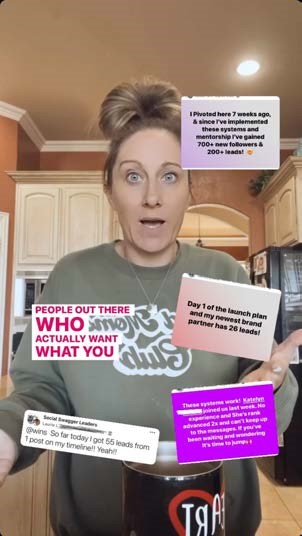 I Pivoted here 7 weeks ago,
& since I've implemented
these systems and
mentorship I've gained
700+ new followers &
200+ leads! 🤩
Day 1 of the launch plan
and my newest brand
partner has 26 leads!
PEOPLE OUT THERE
WHO
ACTUALLY WANT
WHAT YOU
Club
Social Swagger Leaders
@wins So far today I got 55 leads from
1 post on my timeline!! Yeah!!
These systems work! Katelyn
joined us last week. No
experience and She's rank
advanced 2x and can't keep up
to the messages. If you've
been waiting and wondering
It's time to jump